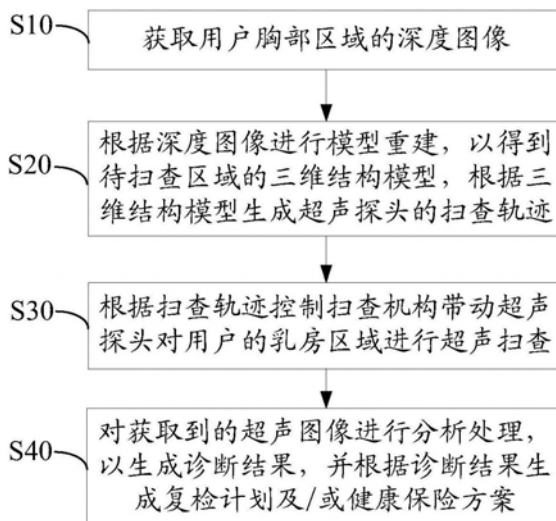 S10
获取用户胸部区域的深度图像
S20
根据深度图像进行模型重建，以得到
待扫查区域的三维结构模型，根据三
维结构模型生成超声探头的扫查轨迹
S30
根据扫查轨迹控制扫查机构带动超声
探头对用户的乳房区域进行超声扫查
S40
对获取到的超声图像进行分析处理，
以生成诊断结果，并根据诊断结果生
成复检计划及/或健康保险方案